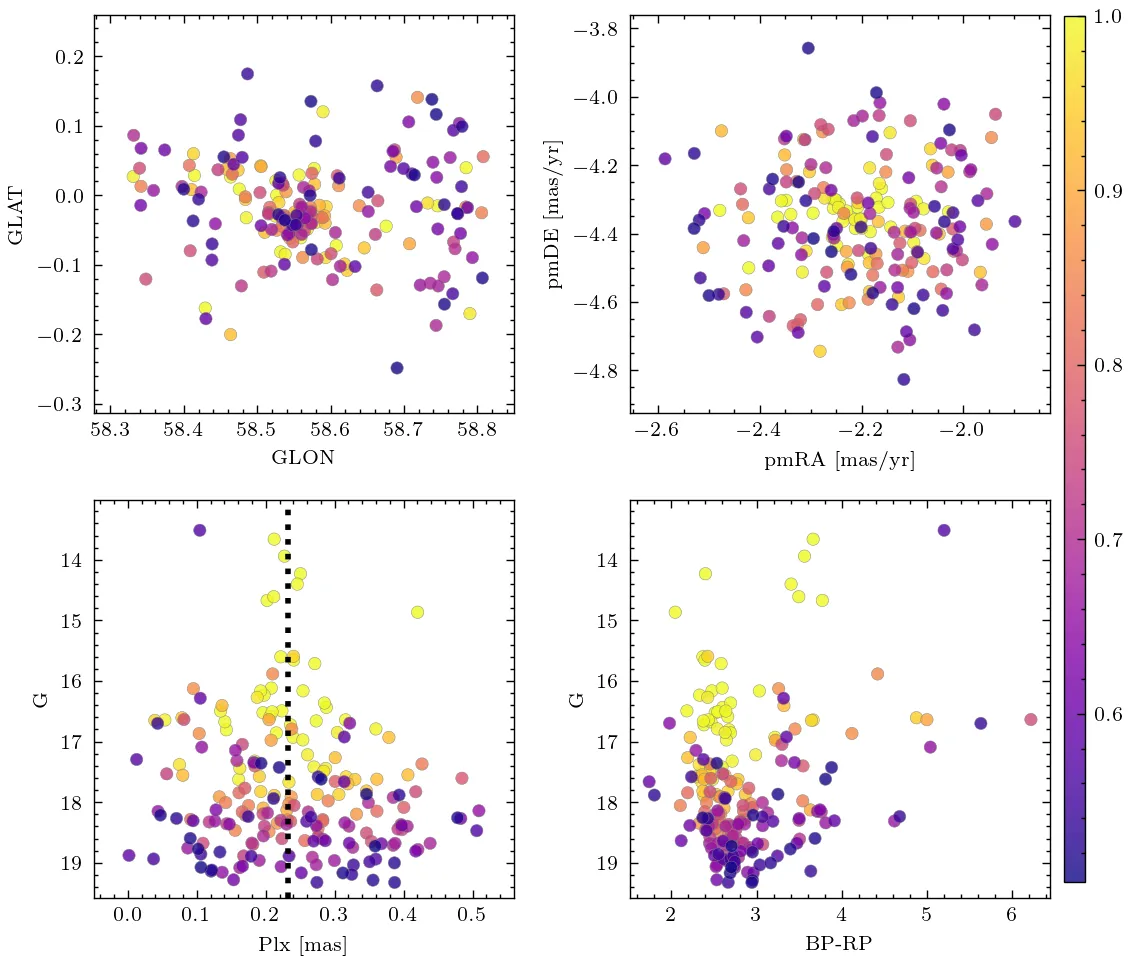 0.2
0.1
0.0
−0.1
−0.2
−0.3
GLAT
58.3 58.4 58.5 58.6 58.7 58.8
GLON
−3.8
−4.0
−4.2
−4.4
−4.6
−4.8
pmDE [mas/yr]
−2.6 −2.4 −2.2 −2.0
pmRA [mas/yr]
1.0
0.9
0.8
0.7
0.6
14
15
16
17
18
19
G
0.0 0.1 0.2 0.3 0.4 0.5
Plx [mas]
14
15
16
17
18
19
G
2 3 4 5 6
BP-RP